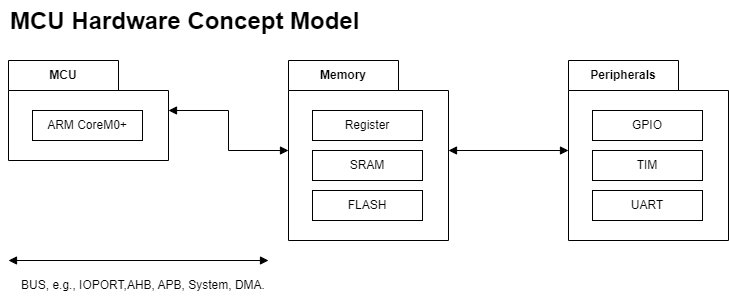 MCU Hardware Concept Model
MCU
ARM CoreM0+
Memory
Register
SRAM
FLASH
Peripherals
GPIO
TIM
UART
BUS, e.g., IOPORT,AHB, APB, System, DMA.